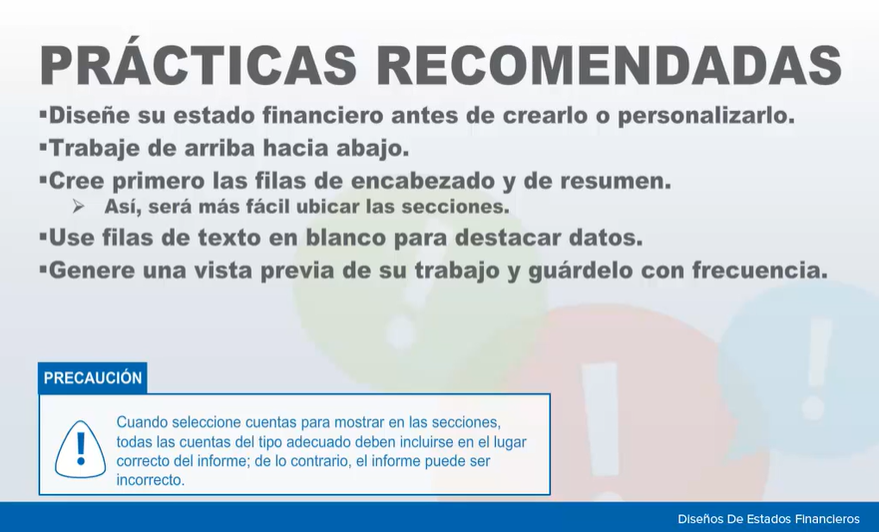 PRÁCTICAS RECOMENDADAS
▪Diseñe su estado financiero antes de crearlo o personalizarlo.
▪Trabaje de arriba hacia abajo.
▪Cree primero las filas de encabezado y de resumen.
➢ Así, será más fácil ubicar las secciones.
▪Use filas de texto en blanco para destacar datos.
▪Genere una vista previa de su trabajo y guárdelo con frecuencia.
PRECAUCIÓN
Cuando seleccione cuentas para mostrar en las secciones,
todas las cuentas del tipo adecuado deben incluirse en el lugar
correcto del informe; de lo contrario, el informe puede ser
incorrecto.
Diseños De Estados Financieros